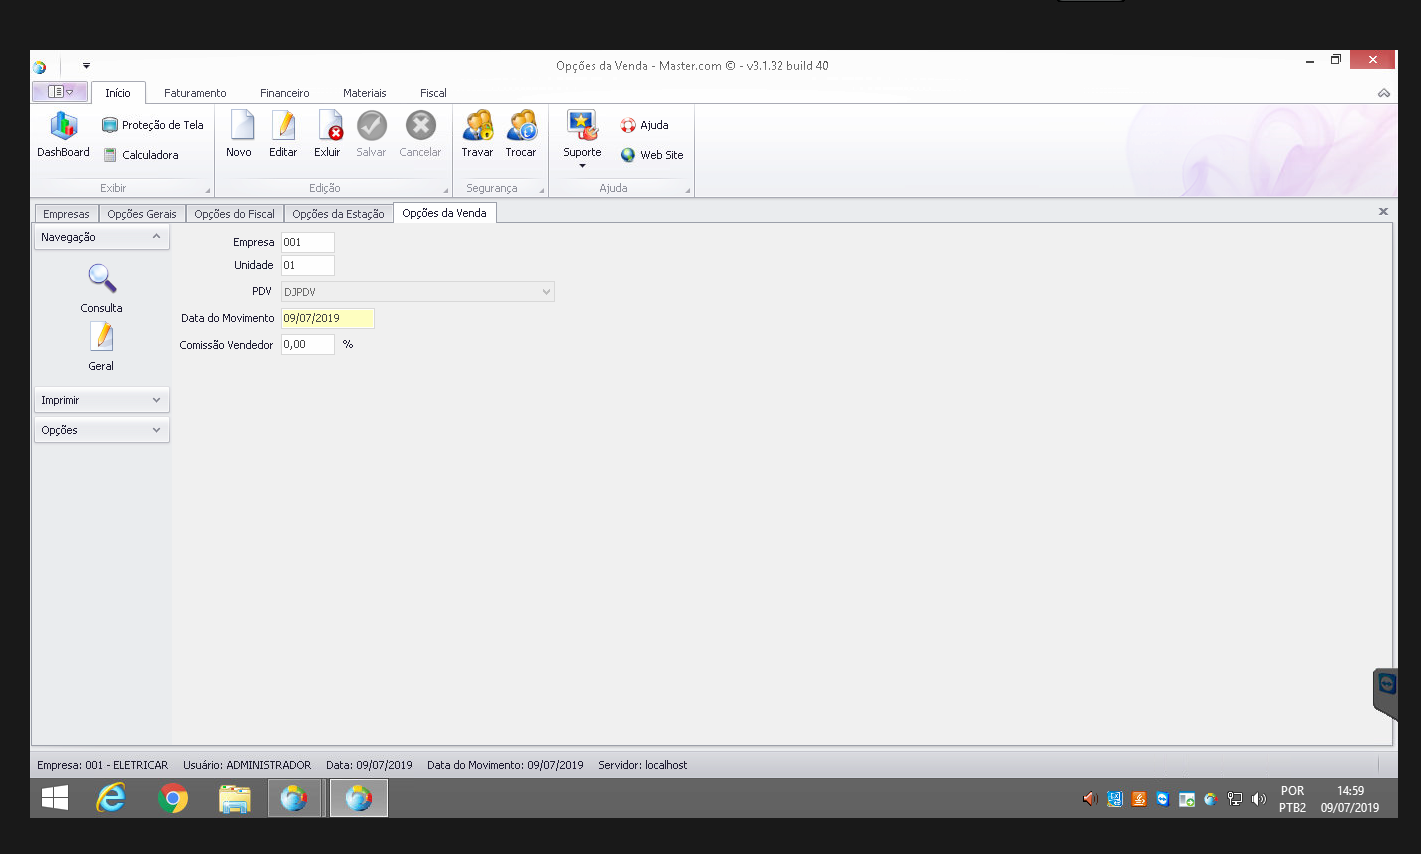 Opções da Venda - Master.com © - v3.1.32 build 40
Início Faturamento Financeiro Materiais Fiscal
DashBoard Proteção de Tela Calculadora Novo Editar Exluir Salvar Cancelar Travar Trocar Suporte Ajuda Web Site
Exibir Edição Segurança Ajuda
Empresas Opções Gerais Opções do Fiscal Opções da Estação Opções da Venda
Navegação
Consulta
Geral
Imprimir
Opções
Empresa 001
Unidade 01
PDV DJPDV
Data do Movimento 09/07/2019
Comissão Vendedor 0,00 %
Empresa: 001 - ELETRICAR Usuário: ADMINISTRADOR Data: 09/07/2019 Data do Movimento: 09/07/2019 Servidor: localhost
POR 14:59
PTB2 09/07/2019